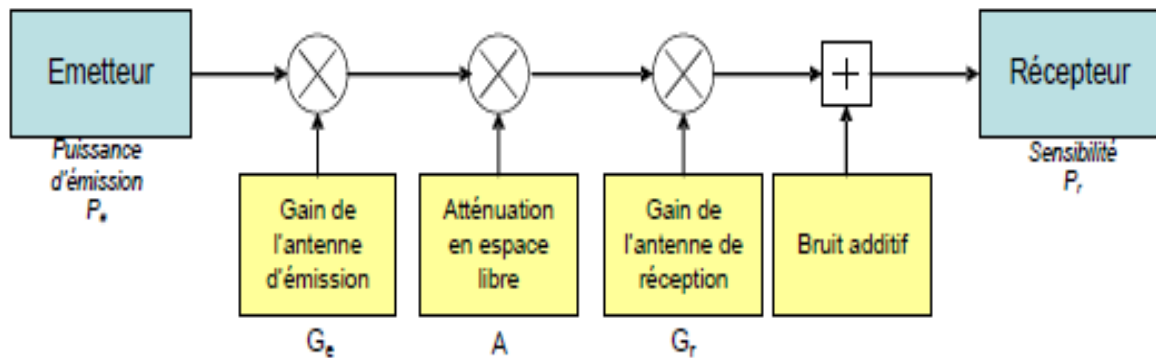 Emetteur
Récepteur
Puissance
d'émission
Pe
Sensibilité
Pr
Gain de
l'antenne
d'émission
Atténuation
en espace
libre
Gain de
l'antenne de
réception
Bruit additif
Ge
A
Gr